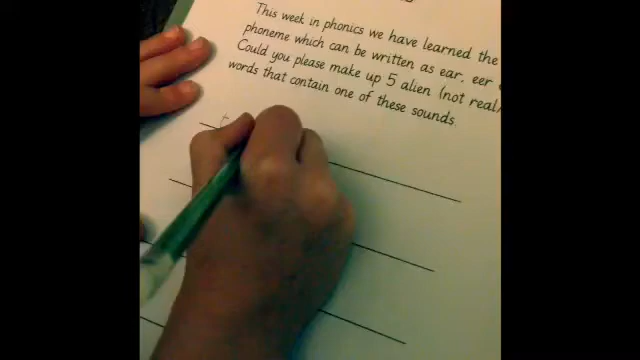 This week in phonics we have learned the
phoneme which can be written as ear, eer
Could you please make up 5 alien (not real/
words that contain one of these sounds.